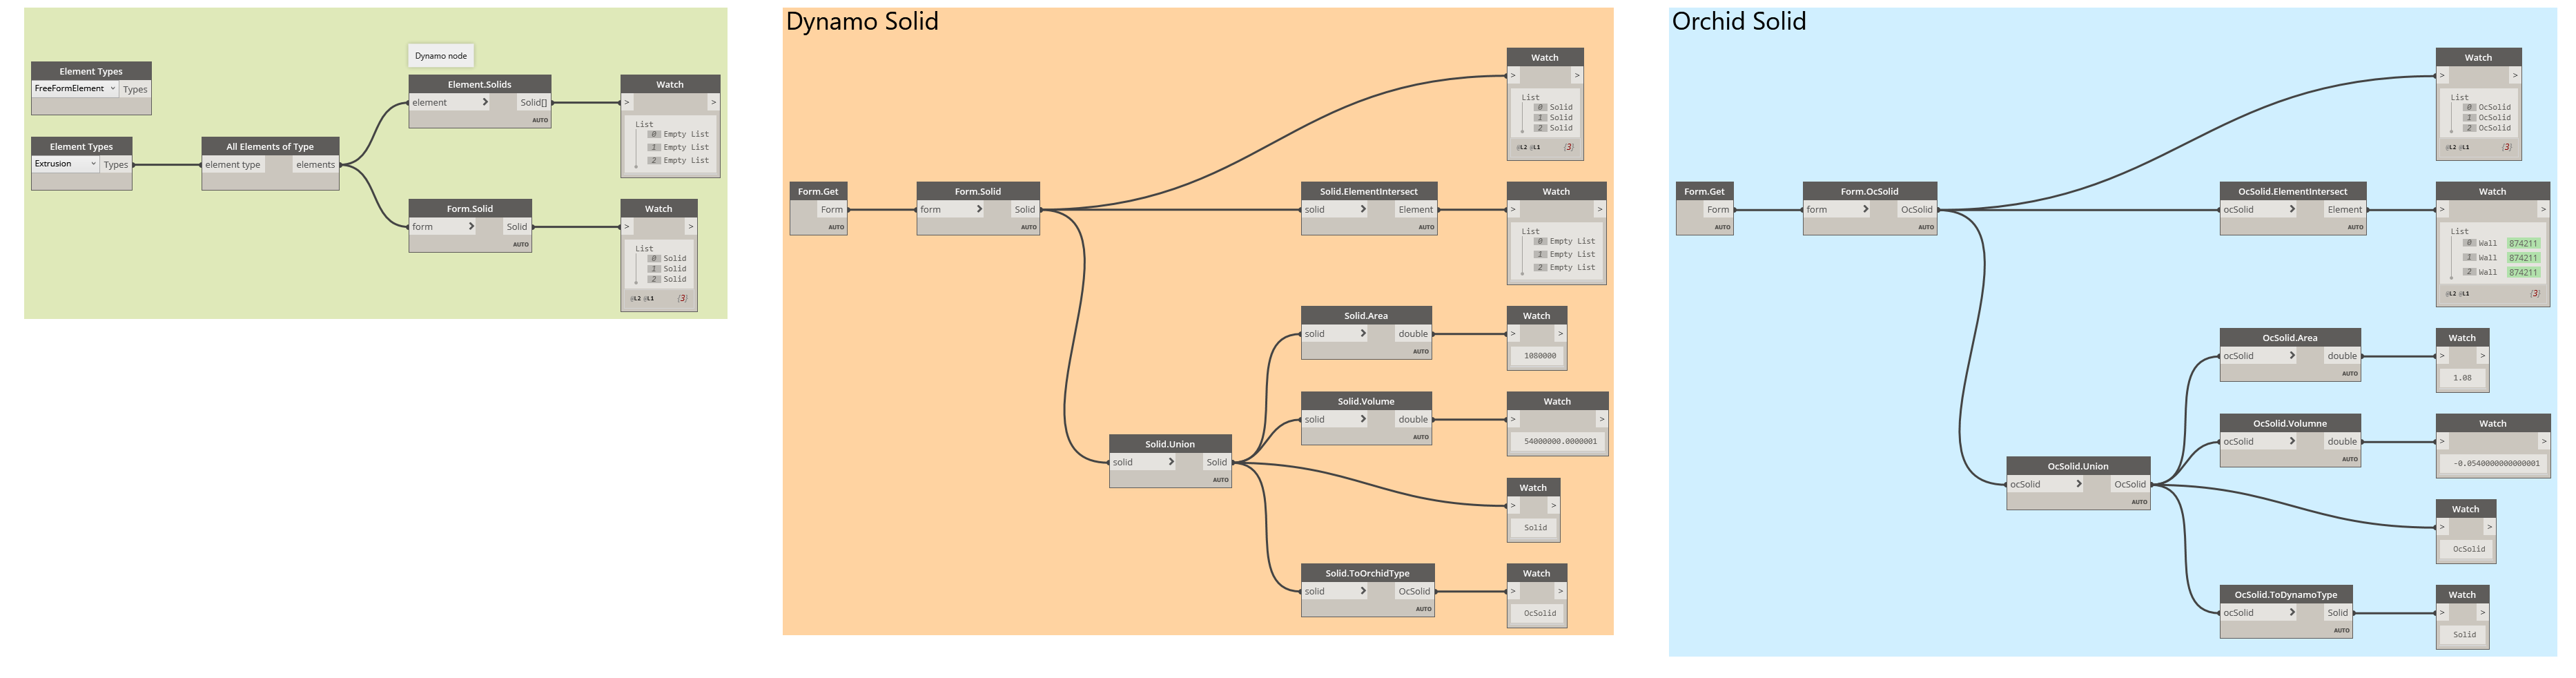 Dynamo node
Element Types
FreeFormElement Types
Element.Solids
element Solid[]
AUTO
Watch
> >
List
0 Empty List
1 Empty List
2 Empty List
Element Types
Extrusion Types
All Elements of Type
element type elements
Form.Solid
form Solid
AUTO
Watch
> >
List
0 Solid
1 Solid
2 Solid
@L2 @L1 {3}
Dynamo Solid
Watch
> >
List
0 Solid
1 Solid
2 Solid
@L2 @L1 {3}
Form.Get
Form
AUTO
Form.Solid
form Solid
AUTO
Solid.ElementIntersect
solid Element
AUTO
Watch
> >
List
0 Empty List
1 Empty List
2 Empty List
Solid.Area
solid double
AUTO
Watch
> >
1080000
Solid.Volume
solid double
AUTO
Watch
> >
54000000.0000001
Solid.Union
solid Solid
AUTO
Watch
> >
Solid
Solid.ToOrchidType
solid OcSolid
AUTO
Watch
> >
OcSolid
Orchid Solid
Watch
> >
List
0 OcSolid
1 OcSolid
2 OcSolid
@L2 @L1 {3}
Form.Get
Form
AUTO
Form.OcSolid
form OcSolid
AUTO
OcSolid.ElementIntersect
ocSolid Element
AUTO
Watch
> >
List
0 Wall 874211
1 Wall 874211
2 Wall 874211
@L2 @L1 {3}
OcSolid.Area
ocSolid double
AUTO
Watch
> >
1.08
OcSolid.Volumne
ocSolid double
AUTO
Watch
> >
-0.0540000000000001
OcSolid.Union
ocSolid OcSolid
AUTO
Watch
> >
OcSolid
OcSolid.ToDynamoType
ocSolid Solid
AUTO
Watch
> >
Solid